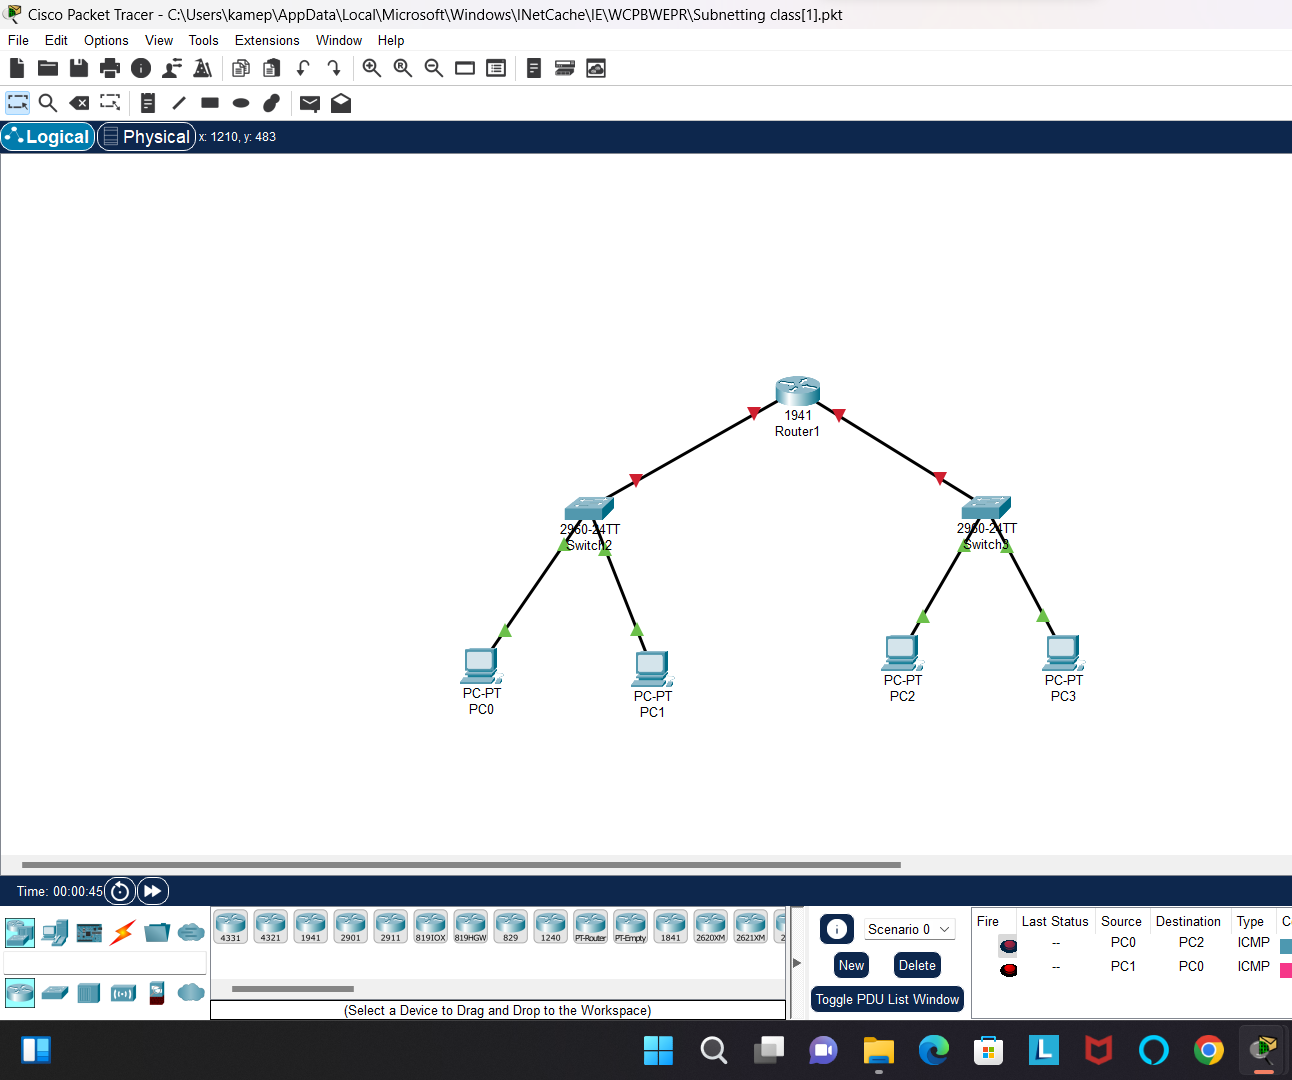 Cisco Packet Tracer - C:\Users\kamep\AppData\Local\Microsoft\Windows\INetCache\IE\WCPBWEPR\Subnetting class[1].pkt
File Edit Options View Tools Extensions Window Help
Logical Physical x: 1210, y: 483
1941
Router1
2960-24TT
Switch2
2960-24TT
Switch3
PC-PT
PC0
PC-PT
PC1
PC-PT
PC2
PC-PT
PC3
Time: 00:00:45
4331 4321 1941 2901 2911 819IOX 819HGW 829 1240 PT-Router PT-Empty 1841 2620XM 2621XM 2
(Select a Device to Drag and Drop to the Workspace)
Scenario 0
New Delete
Toggle PDU List Window
Fire Last Status Source Destination Type C
-- PC0 PC2 ICMP
-- PC1 PC0 ICMP